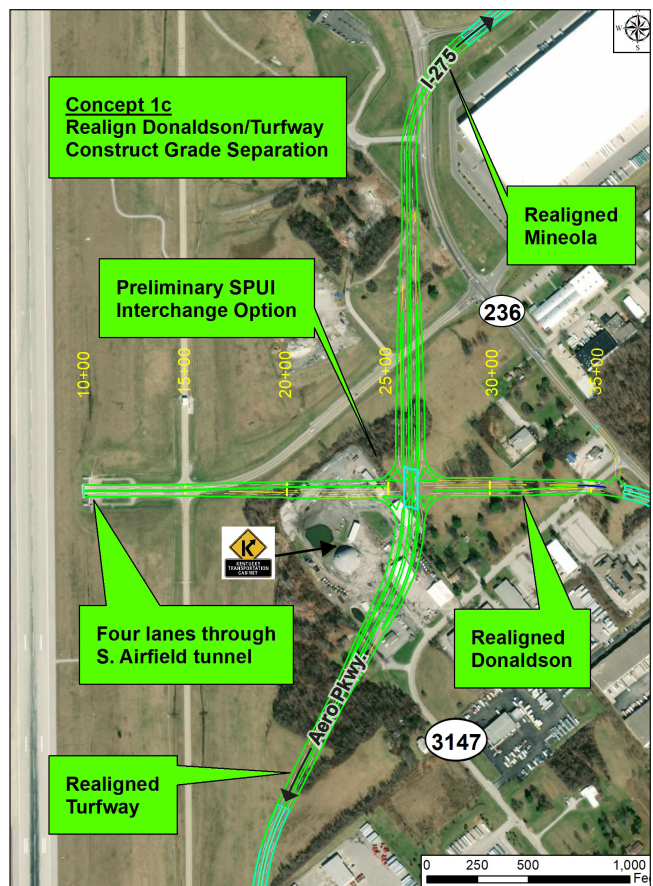 W
S
Concept 1c
Realign Donaldson/Turfway
Construct Grade Separation
I-275
Realigned
Mineola
Preliminary SPUI
Interchange Option
236
10+00
15+00
20+00
25+00
30+00
35+00
K
KENTUCKY
TRANSPORTATION
CABINET
Four lanes through
S. Airfield tunnel
Realigned
Donaldson
Aero Pkwy.
3147
Realigned
Turfway
0 250 500 1,000
Fe